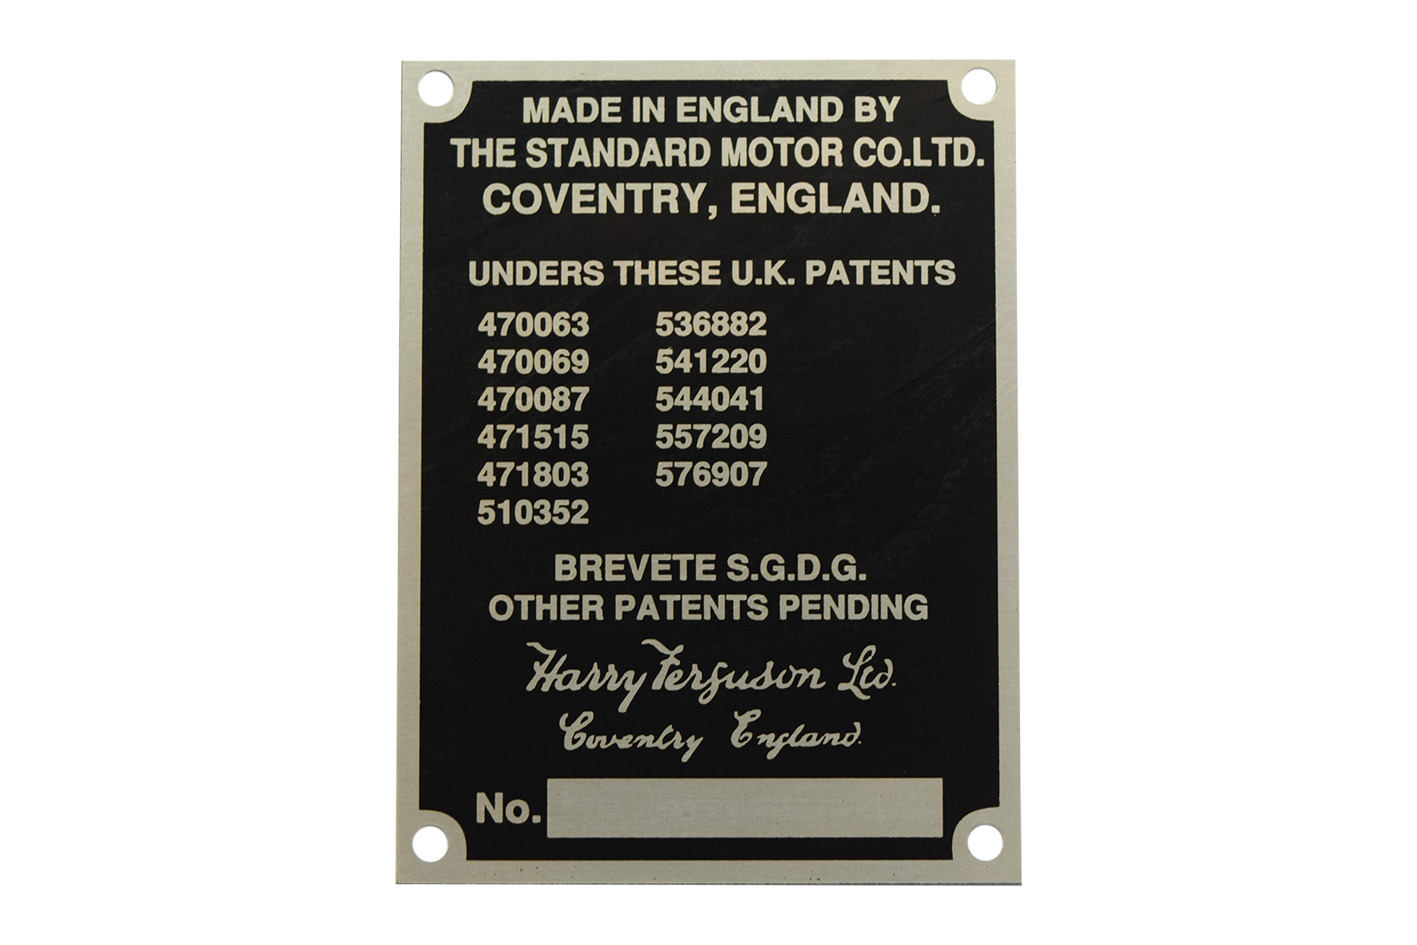 MADE IN ENGLAND BY
THE STANDARD MOTOR CO.LTD.
COVENTRY, ENGLAND.
UNDERS THESE U.K. PATENTS
470063 536882
470069 541220
470087 544041
471515 557209
471803 576907
510352
BREVETE S.G.D.G.
OTHER PATENTS PENDING
Harry Ferguson Ltd.
Coventry England.
No.